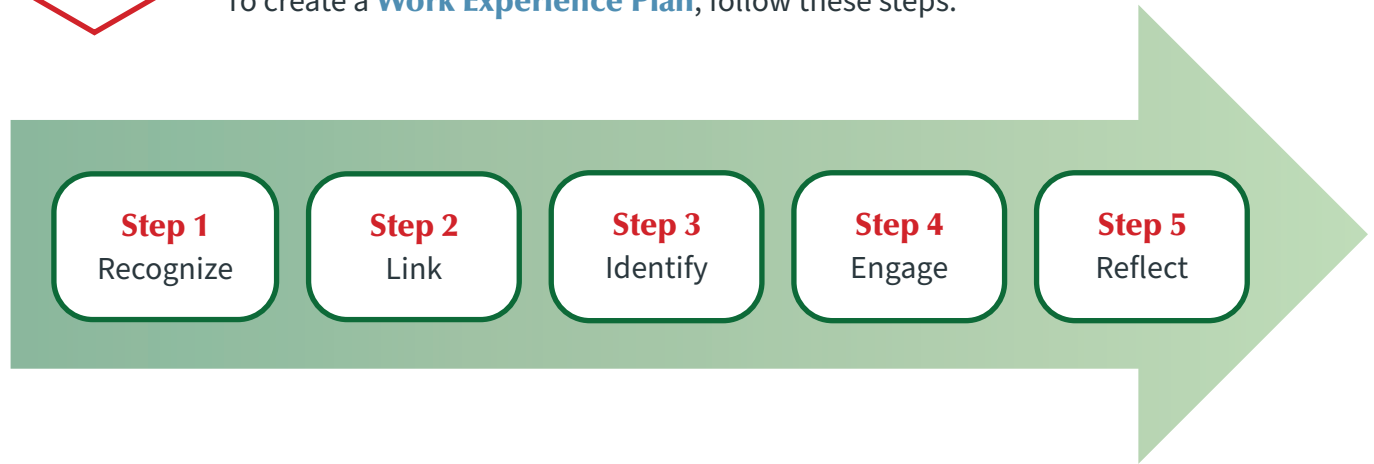 To create a Work Experience Plan, follow these steps:
Step 1
Recognize
Step 2
Link
Step 3
Identify
Step 4
Engage
Step 5
Reflect